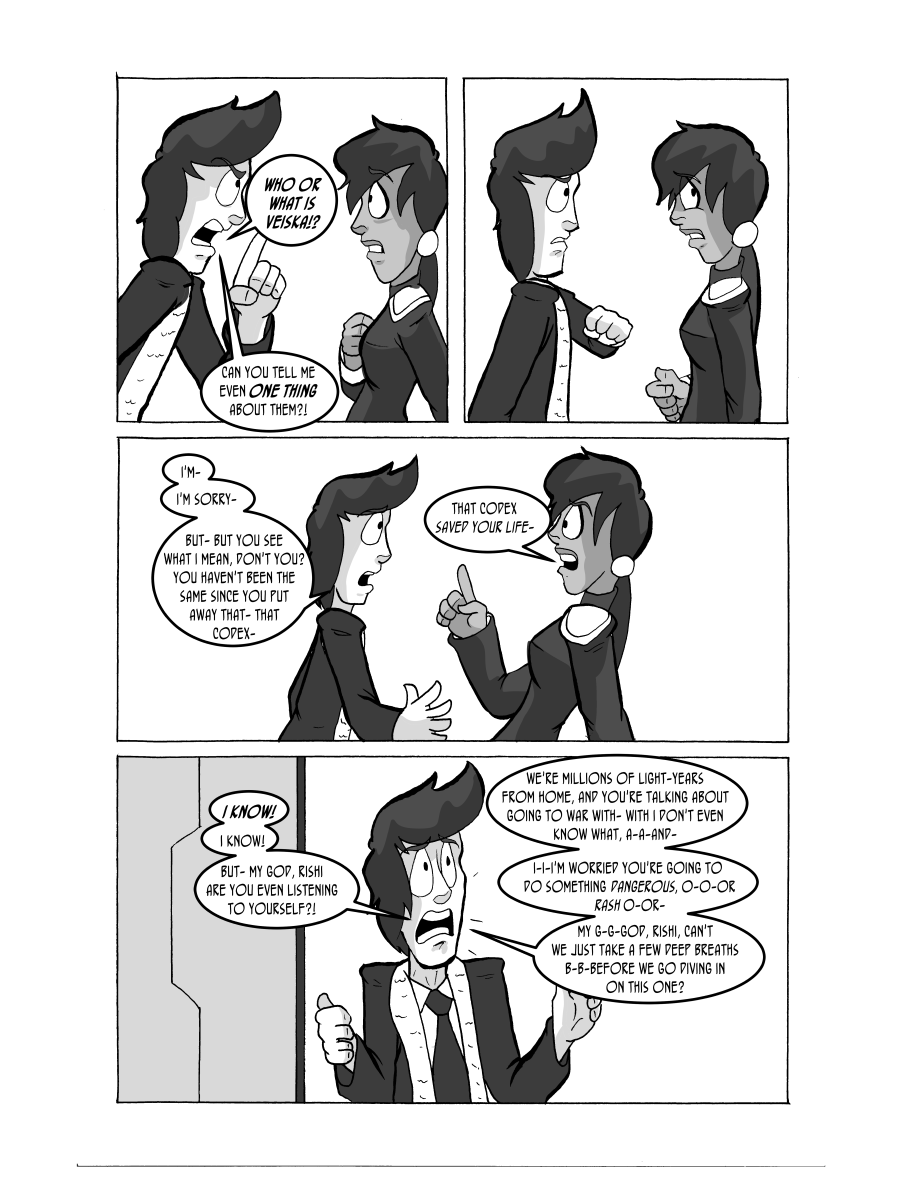 WHO OR
WHAT IS
VEISKA!?
CAN YOU TELL ME
EVEN ONE THING
ABOUT THEM?!
I'M-
I'M SORRY-
BUT- BUT YOU SEE
WHAT I MEAN, DON'T YOU?
YOU HAVEN'T BEEN THE
SAME SINCE YOU PUT
AWAY THAT- THAT
CODEX-
THAT CODEX
SAVED YOUR LIFE-
I KNOW!
I KNOW!
BUT- MY GOD, RISHI
ARE YOU EVEN LISTENING
TO YOURSELF?!
WE'RE MILLIONS OF LIGHT-YEARS
FROM HOME, AND YOU'RE TALKING ABOUT
GOING TO WAR WITH- WITH I DON'T EVEN
KNOW WHAT, A-A-AND-
I-I-I'M WORRIED YOU'RE GOING TO
DO SOMETHING DANGEROUS, O-O-OR
RASH O-OR-
MY G-G-GOD, RISHI, CAN'T
WE JUST TAKE A FEW DEEP BREATHS
B-B-BEFORE WE GO DIVING IN
ON THIS ONE?